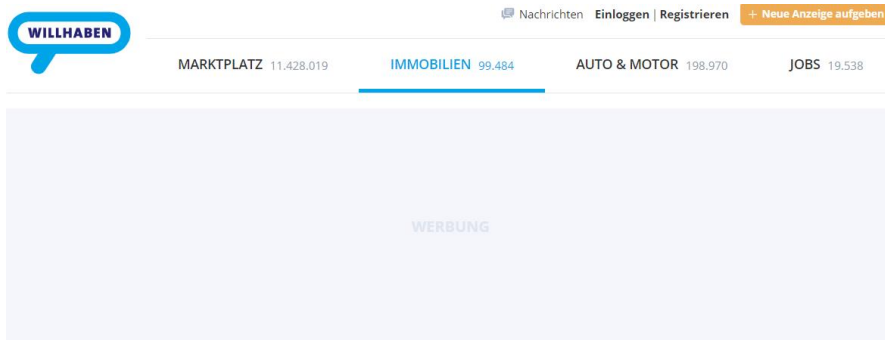 Nachrichten Einloggen | Registrieren + Neue Anzeige aufgeben
WILLHABEN
MARKTPLATZ 11.428.019 IMMOBILIEN 99.484 AUTO & MOTOR 198.970 JOBS 19.538
WERBUNG